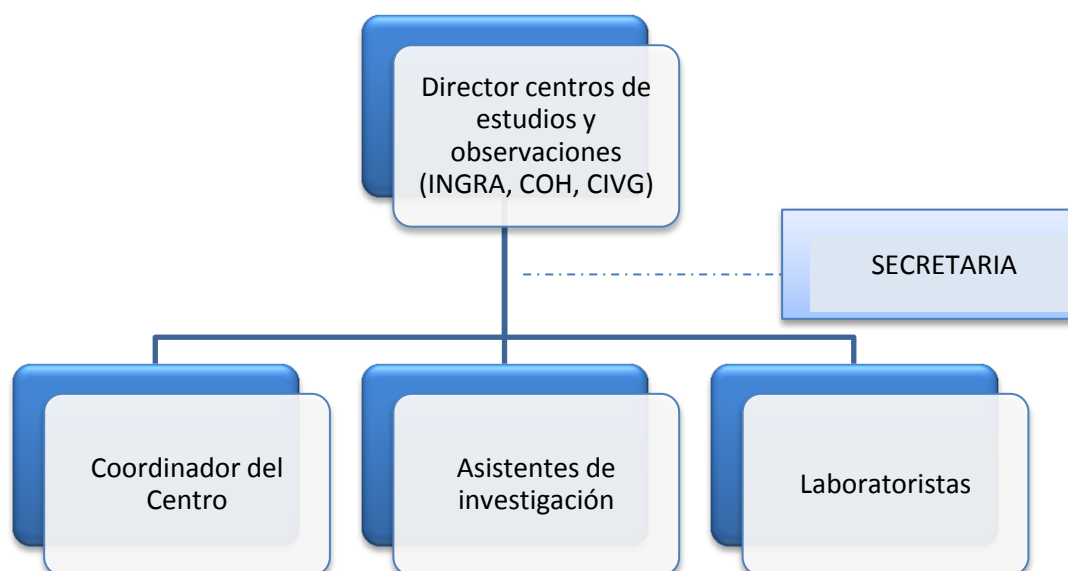 Director centros de
estudios y
observaciones
(INGRA, COH, CIVG)
SECRETARIA
Coordinador del
Centro
Asistentes de
investigación
Laboratoristas